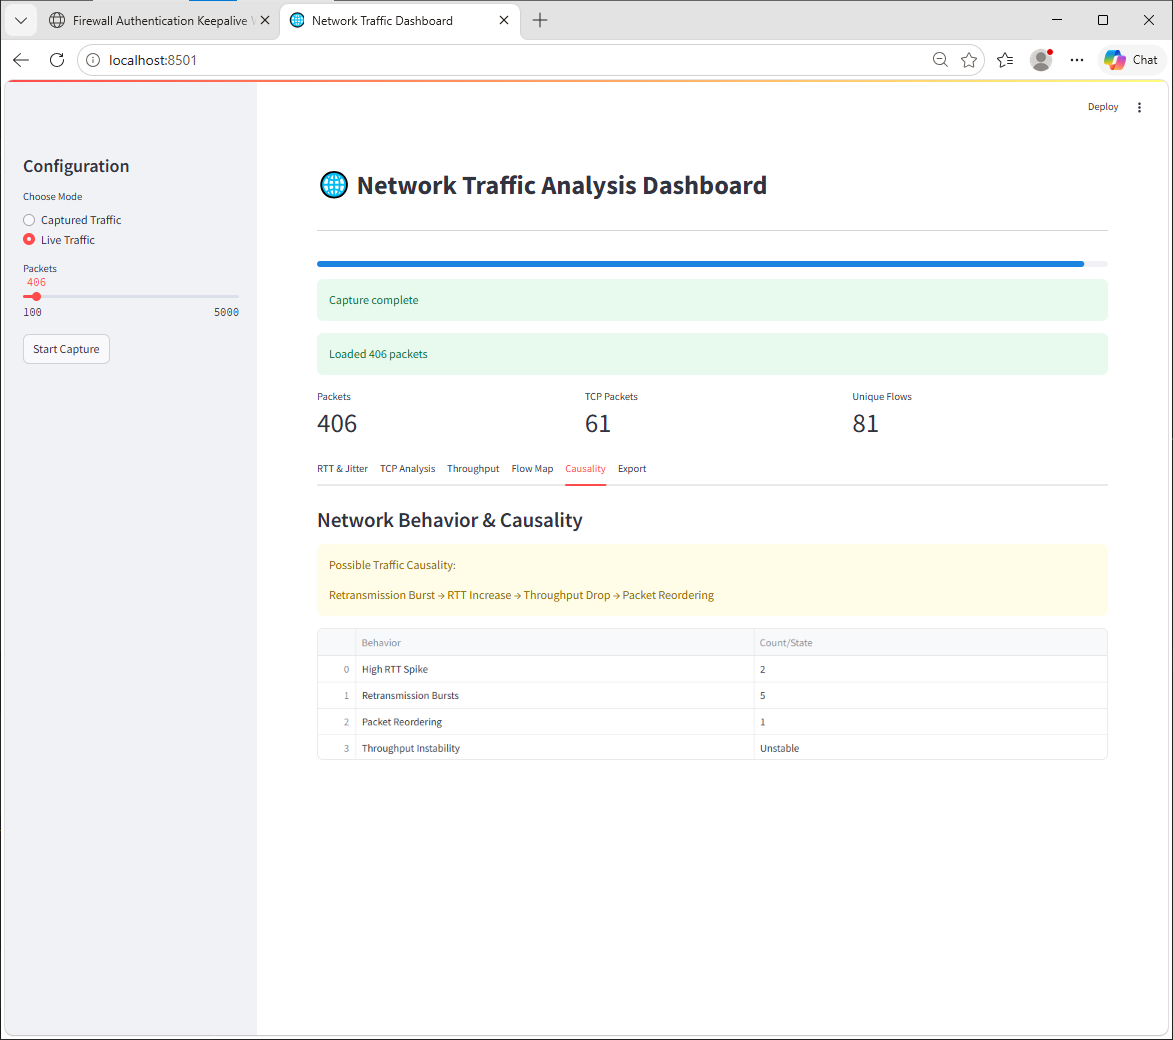 Firewall Authentication Keepalive
Network Traffic Dashboard
localhost:8501
Chat
Deploy
Configuration
Choose Mode
Captured Traffic
Live Traffic
Packets
406
100 5000
Start Capture
Network Traffic Analysis Dashboard
Capture complete
Loaded 406 packets
Packets TCP Packets Unique Flows
406 61 81
RTT & Jitter TCP Analysis Throughput Flow Map Causality Export
Network Behavior & Causality
Possible Traffic Causality:
Retransmission Burst → RTT Increase → Throughput Drop → Packet Reordering
Behavior Count/State
0 High RTT Spike 2
1 Retransmission Bursts 5
2 Packet Reordering 1
3 Throughput Instability Unstable